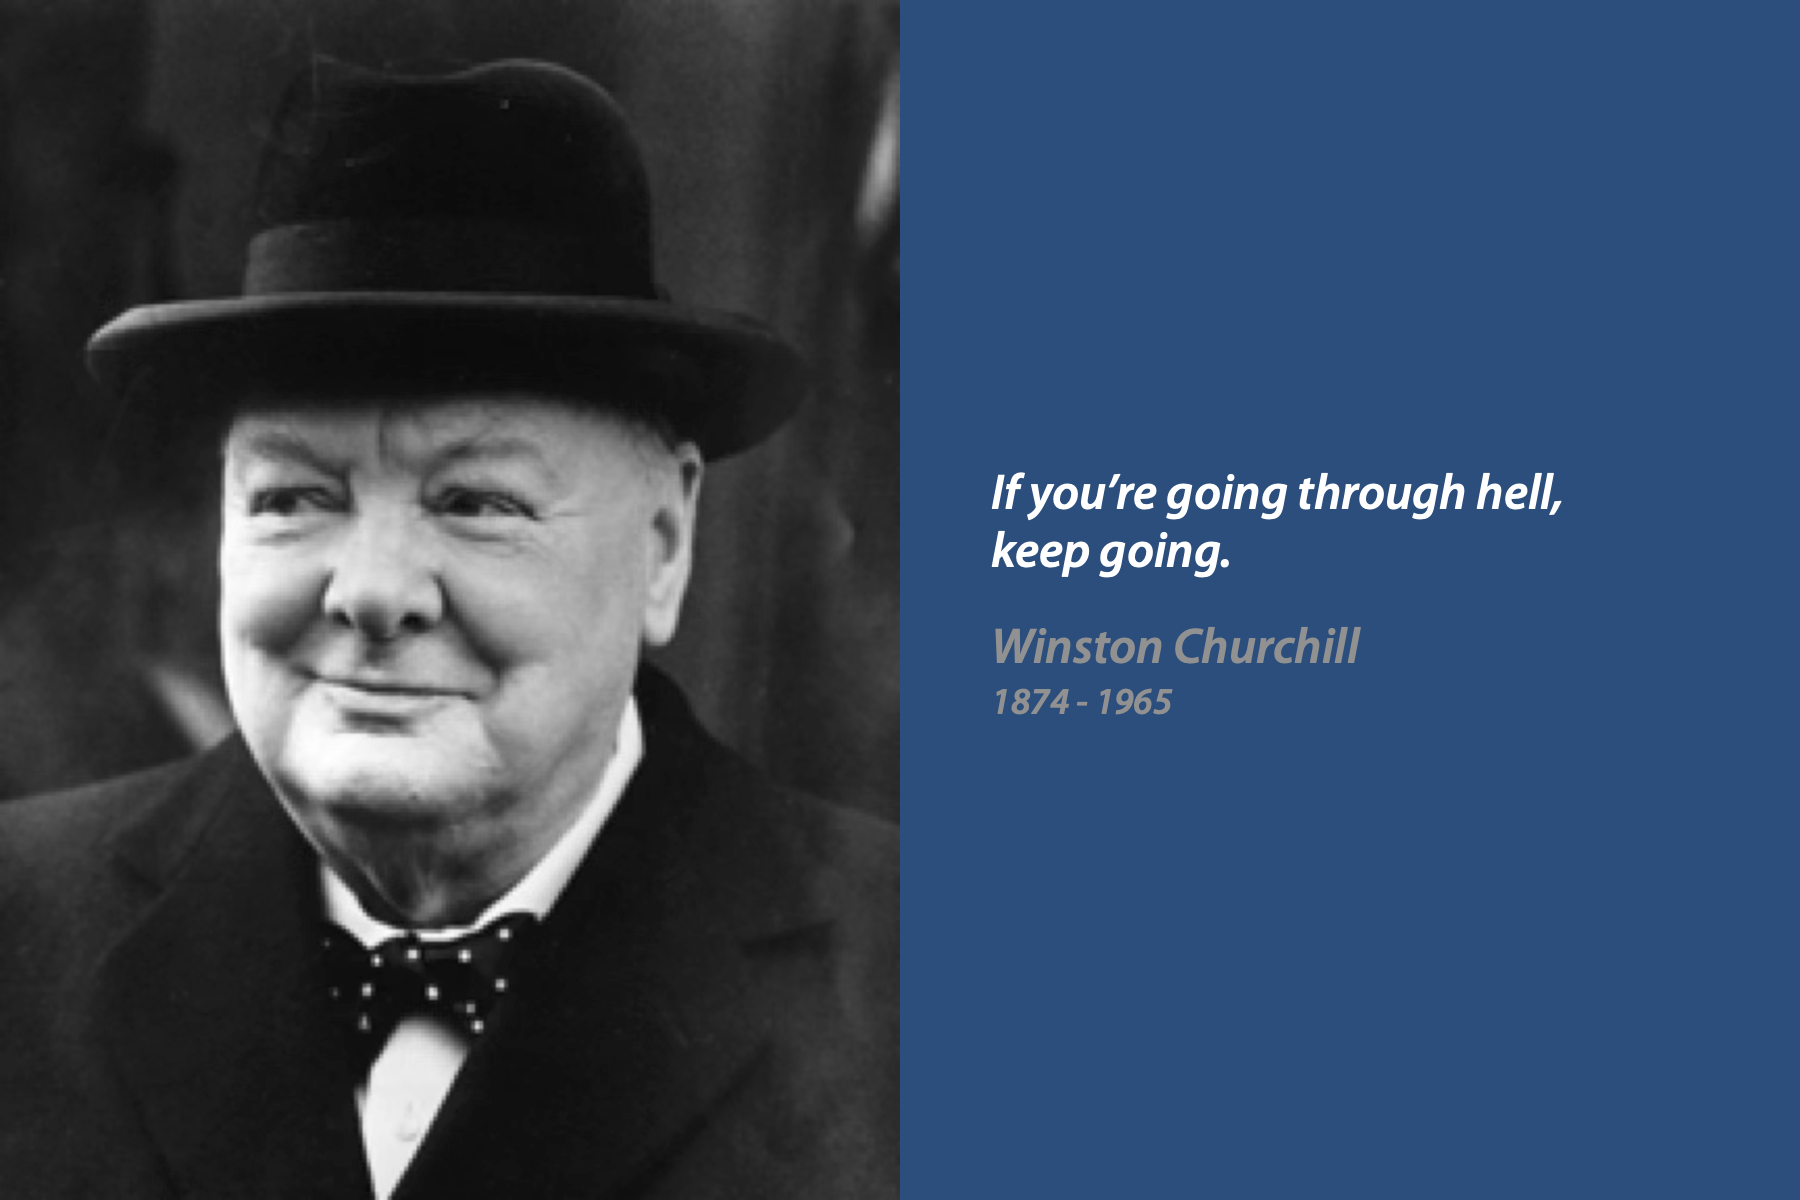 If you’re going through hell,
keep going.
Winston Churchill
1874 - 1965